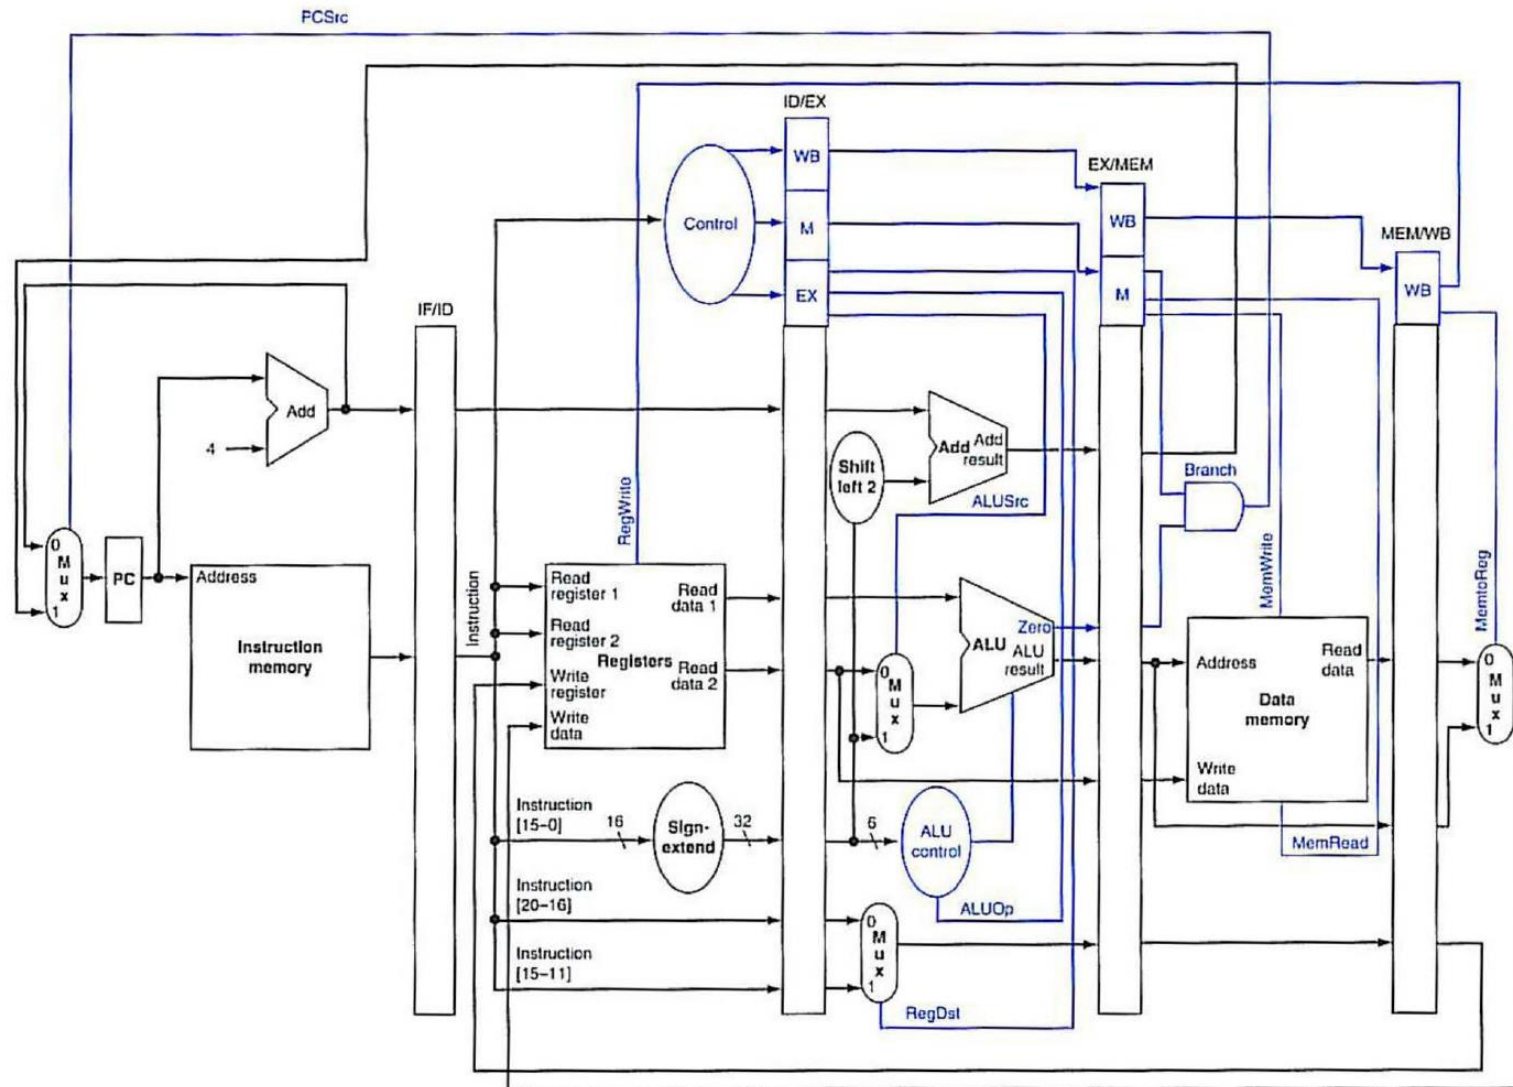 PCSrc
ID/EX
WB
EX/MEM
Control
M
WB
MEM/WB
EX
M
WB
IF/ID
Add
4
Shift
left 2
Add
Add
result
Branch
ALUSrc
RegWrite
MemWrite
MemtoReg
0
M
u
x
1
PC
Address
Instruction
memory
Instruction
Read
register 1
Read
register 2
Write
register
Write
data
Registers
Read
data 1
Read
data 2
0
M
u
x
1
Zero
ALU
ALU
result
Address
Read
data
Data
memory
Write
data
0
M
u
x
1
Instruction
[15–0]
16
Sign-
extend
32
6
ALU
control
MemRead
Instruction
[20–16]
ALUOp
0
M
u
x
1
Instruction
[15–11]
RegDst